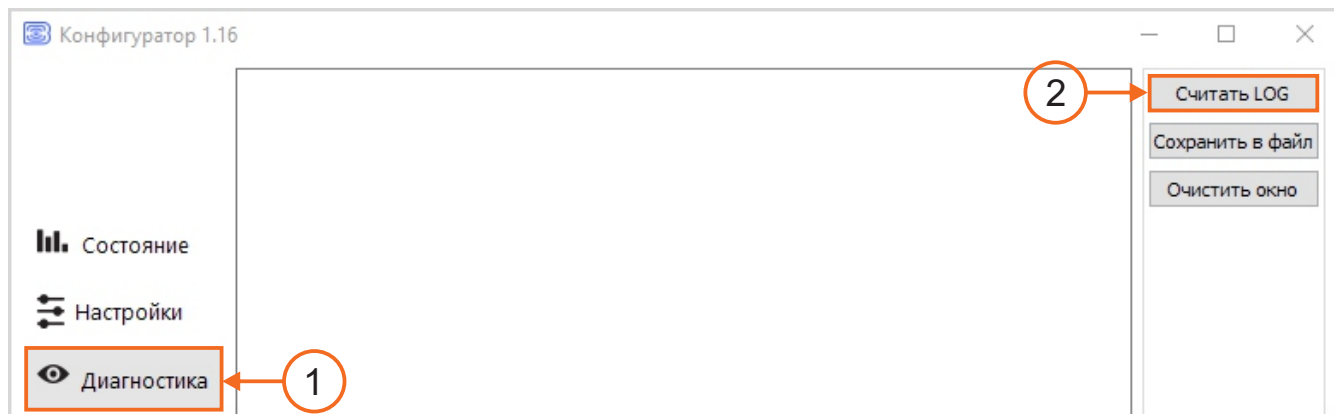 Конфигуратор 1.16
2
Считать LOG
Сохранить в файл
Очистить окно
Состояние
Настройки
Диагностика
1